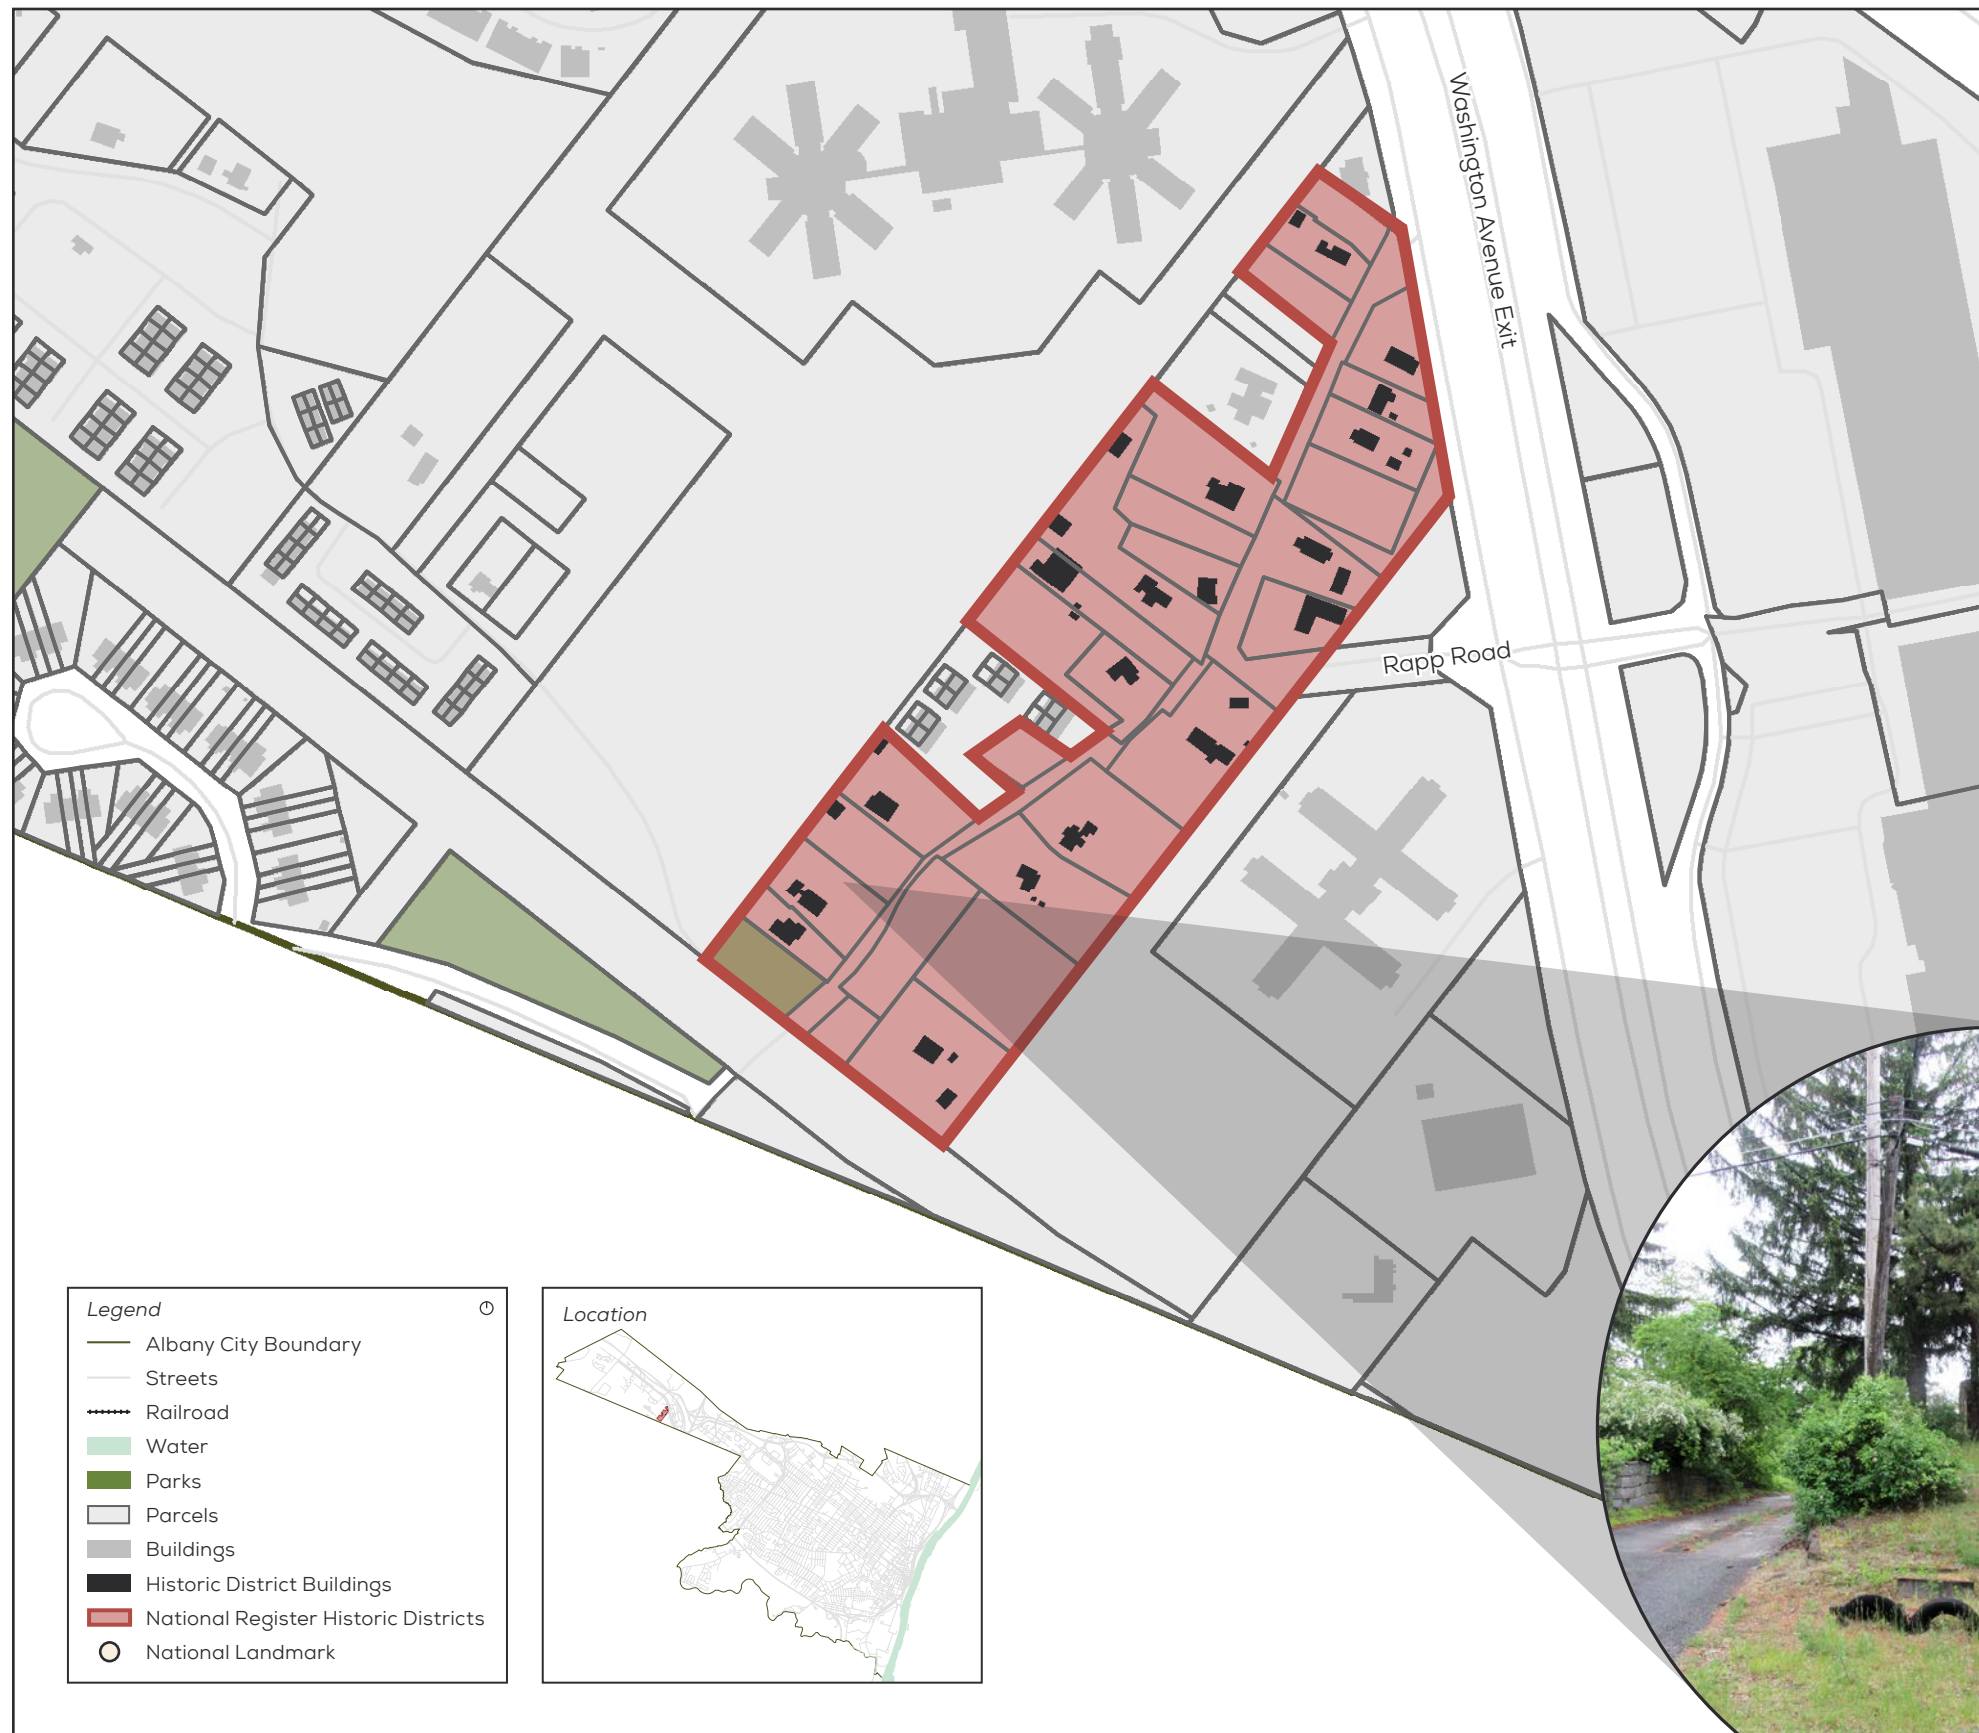 Washington Avenue Exit
Rapp Road
Legend
Albany City Boundary
Streets
Railroad
Water
Parks
Parcels
Buildings
Historic District Buildings
National Register Historic Districts
National Landmark
Location